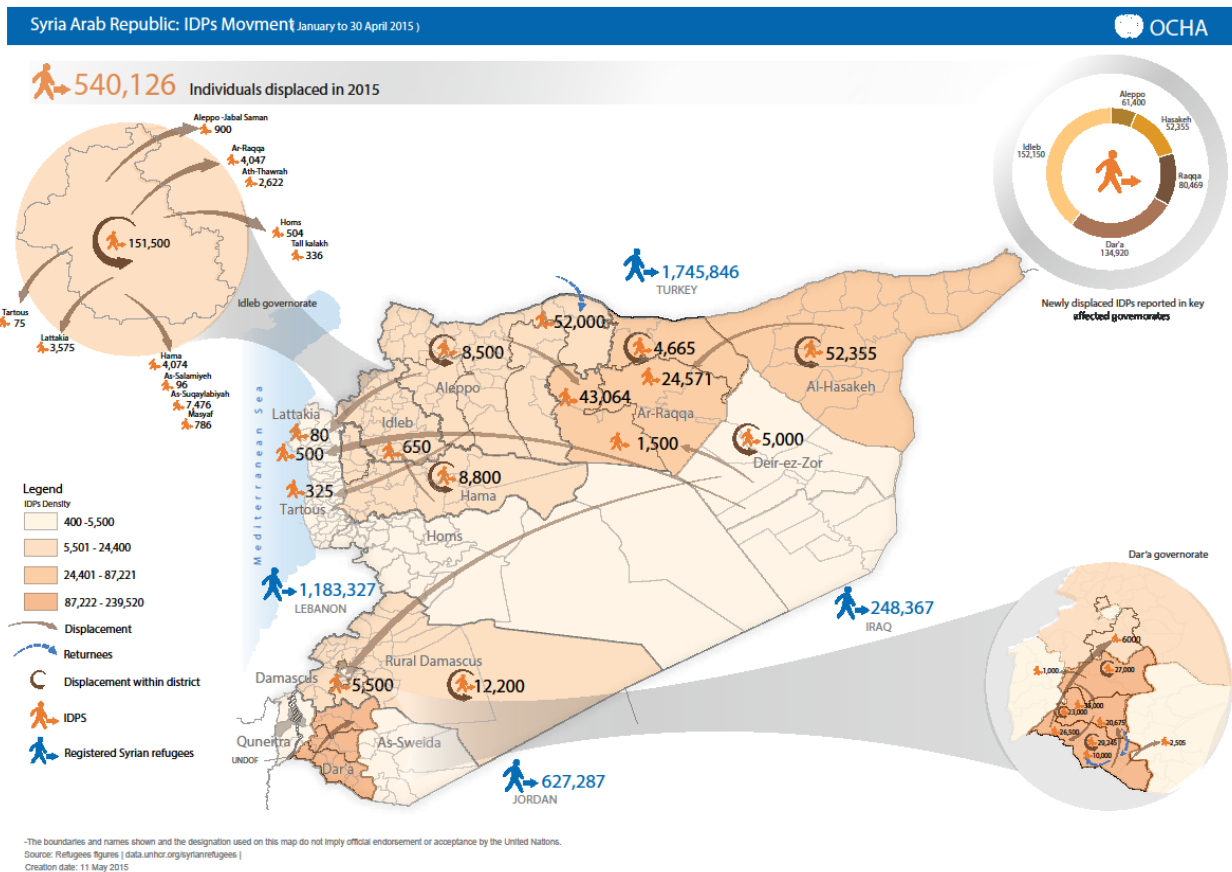 Syria Arab Republic: IDPs Movment( January to 30 April 2015 )
OCHA
540,126 Individuals displaced in 2015
Aleppo -Jabal Saman
900
Ar-Raqqa
4,047
Ath-Thawrah
2,622
Homs
504
Tall kalakh
336
151,500
Tartous
75
Lattakia
3,575
Hama
4,074
As-Salamiyeh
96
As-Suqaylabiyah
7,476
Masyaf
786
Idleb governorate
Aleppo
61,400
Hasakeh
52,355
Idleb
152,150
Raqqa
80,469
Dar'a
134,920
Newly displaced IDPs reported in key
affected governorates
1,745,846
TURKEY
52,000
8,500
4,665
52,355
24,571
43,064
Aleppo
Al-Hasakeh
Ar-Raqqa
Lattakia
Idleb
80
500
650
1,500
5,000
Deir-ez-Zor
8,800
Hama
325
Tartous
Homs
Mediterranean Sea
Legend
IDPs Density
400 -5,500
5,501 - 24,400
24,401 - 87,221
87,222 - 239,520
Displacement
Returnees
Displacement within district
IDPS
Registered Syrian refugees
1,183,327
LEBANON
248,367
IRAQ
Rural Damascus
Damascus
5,500
12,200
Quneitra
As-Sweida
UNDOF
Dar'a
627,287
JORDAN
Dar'a governorate
6000
1,000
27,000
23,000
20,675
26,500
29,245
10,000
2,505
-The boundaries and names shown and the designation used on this map do not imply official endorsement or acceptance by the United Nations.
Source: Refugees figures | data.unhcr.org/syrianrefugees |
Creation date: 11 May 2015